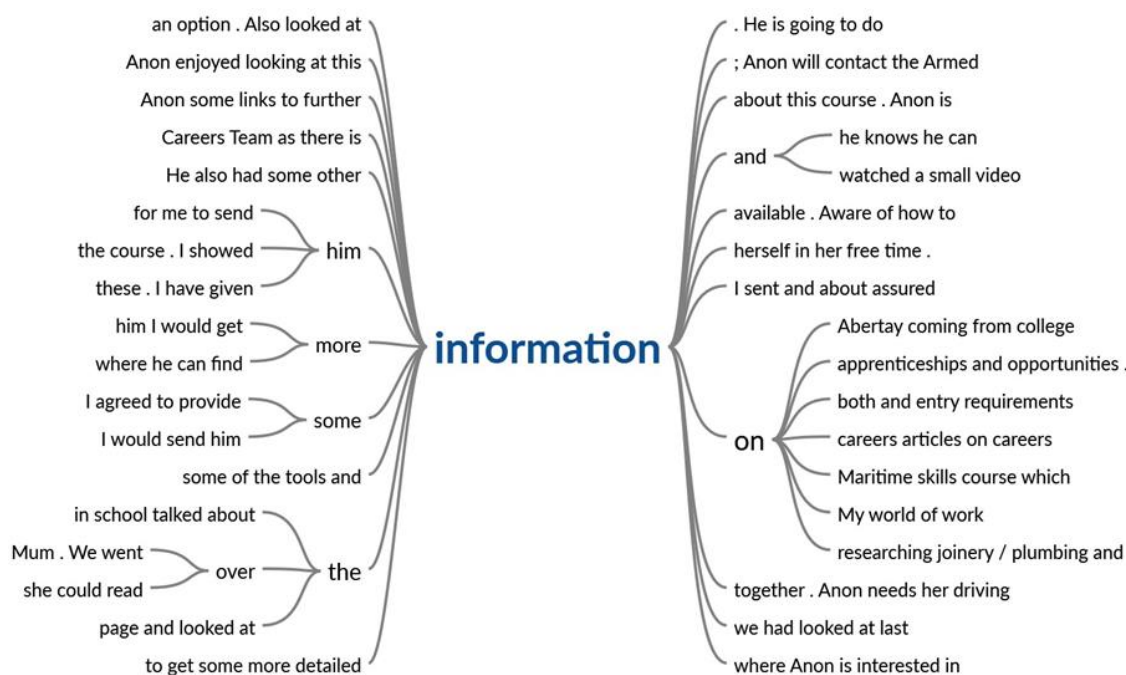 an option . Also looked at
Anon enjoyed looking at this
Anon some links to further
Careers Team as there is
He also had some other
for me to send
the course . I showed
these . I have given
him
him I would get
where he can find
more
I agreed to provide
I would send him
some
some of the tools and
in school talked about
Mum . We went
she could read
over
page and looked at
the
to get some more detailed
information
. He is going to do
; Anon will contact the Armed
about this course . Anon is
and
he knows he can
watched a small video
available . Aware of how to
herself in her free time .
I sent and about assured
on
Abertay coming from college
apprenticeships and opportunities .
both and entry requirements
careers articles on careers
Maritime skills course which
My world of work
researching joinery / plumbing and
together . Anon needs her driving
we had looked at last
where Anon is interested in